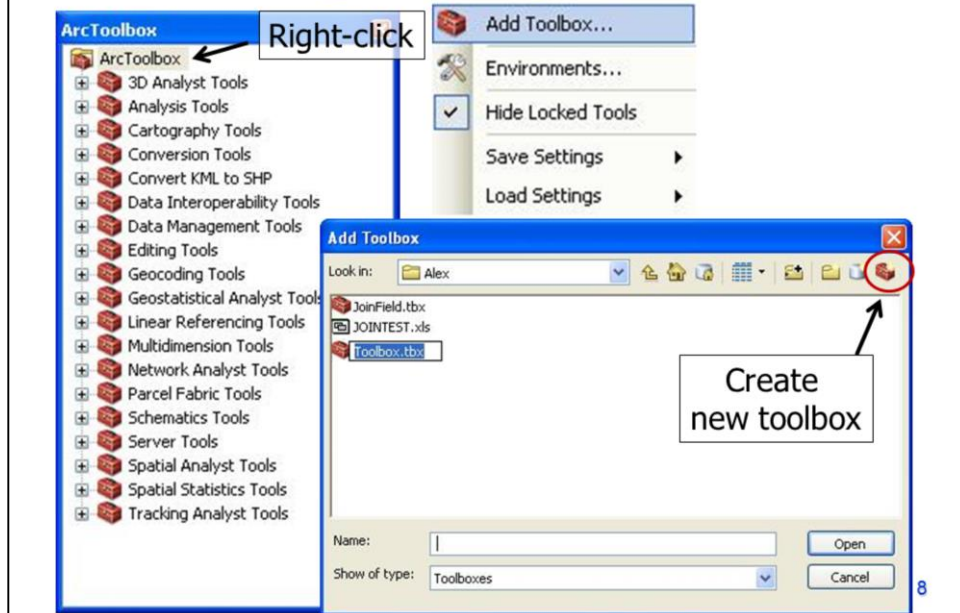 ArcToolbox
Right-click
ArcToolbox
3D Analyst Tools
Analysis Tools
Cartography Tools
Conversion Tools
Convert KML to SHP
Data Interoperability Tools
Data Management Tools
Editing Tools
Geocoding Tools
Geostatistical Analyst Tools
Linear Referencing Tools
Multidimension Tools
Network Analyst Tools
Parcel Fabric Tools
Schematics Tools
Server Tools
Spatial Analyst Tools
Spatial Statistics Tools
Tracking Analyst Tools
Add Toolbox...
Environments...
Hide Locked Tools
Save Settings
Load Settings
Add Toolbox
Look in:
Alex
JoinField.tbx
JOINTEST.xls
Toolbox.tbx
Create
new toolbox
Name:
Open
Show of type:
Toolboxes
Cancel
8